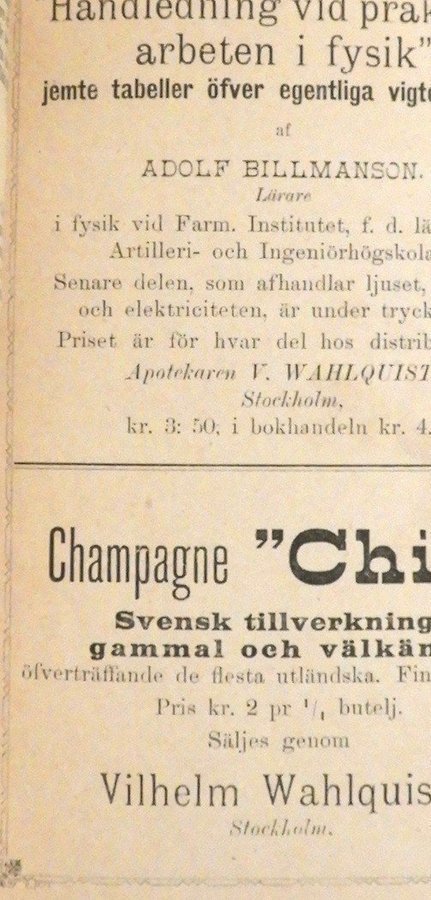 "Handledning vid prak
arbeten i fysik"
jemte tabeller öfver egentliga vigte
af
ADOLF BILLMANSON.
Lärare
i fysik vid Farm. Institutet, f. d. lä
Artilleri- och Ingeniörhögskola
Senare delen, som afhandlar ljuset,
och elektriciteten, är under tryck
Priset är för hvar del hos distrib
Apotekaren V. WAHLQUIST
Stockholm,
kr. 3: 50, i bokhandeln kr. 4.
Champagne "Chi
Svensk tillverkning
gammal och välkän
öfverträffande de flesta utländska. Fin
Pris kr. 2 pr 1/1 butelj.
Säljes genom
Vilhelm Wahlquis
Stockholm.